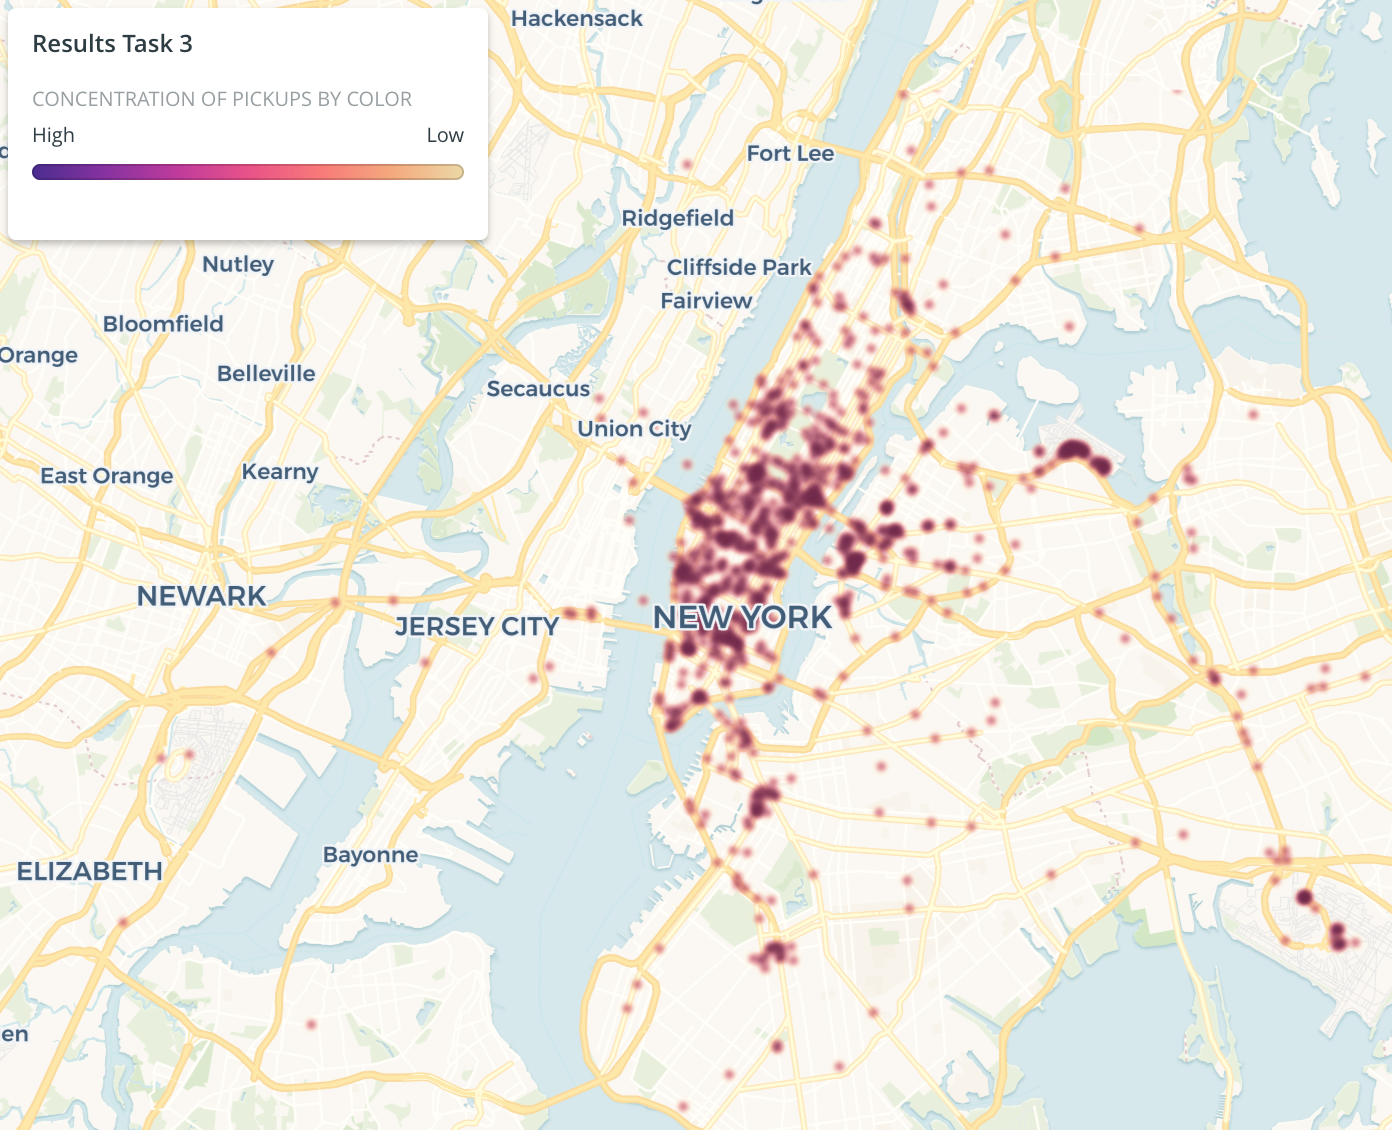 Results Task 3
CONCENTRATION OF PICKUPS BY COLOR
High Low
Hackensack
Fort Lee
Ridgefield
Nutley
Cliffside Park
Fairview
Bloomfield
Orange
Belleville
Secaucus
Union City
East Orange
Kearny
NEWARK
JERSEY CITY
NEW YORK
Bayonne
ELIZABETH
en